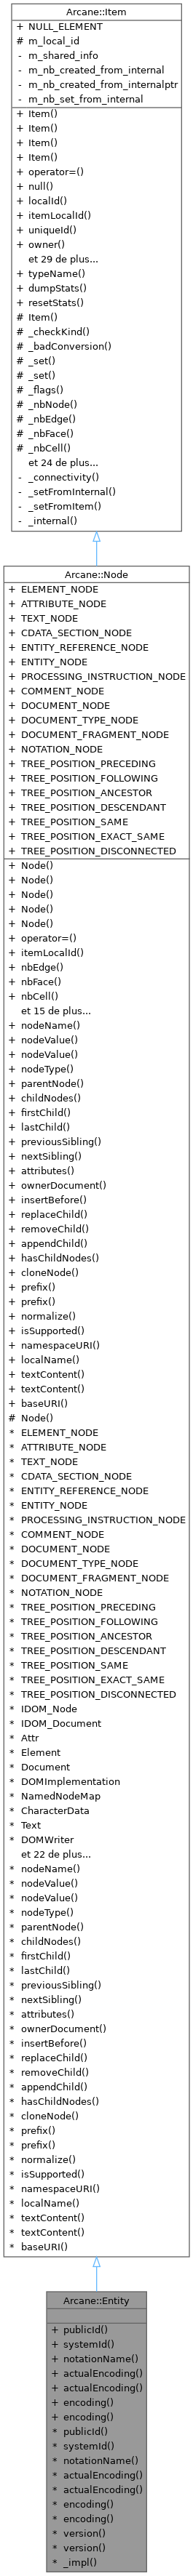 Arcane::Item
+ NULL_ELEMENT
# m_local_id
- m_shared_info
- m_nb_created_from_internal
- m_nb_created_from_internalptr
- m_nb_set_from_internal
+ Item()
+ Item()
+ Item()
+ Item()
+ operator=()
+ null()
+ localId()
+ itemLocalId()
+ uniqueId()
+ owner()
et 29 de plus...
+ typeName()
+ dumpStats()
+ resetStats()
# Item()
# _checkKind()
# _badConversion()
# _set()
# _set()
# _flags()
# _nbNode()
# _nbEdge()
# _nbFace()
# _nbCell()
et 24 de plus...
- _connectivity()
- _setFromInternal()
- _setFromItem()
- _internal()
Arcane::Node
+ ELEMENT_NODE
+ ATTRIBUTE_NODE
+ TEXT_NODE
+ CDATA_SECTION_NODE
+ ENTITY_REFERENCE_NODE
+ ENTITY_NODE
+ PROCESSING_INSTRUCTION_NODE
+ COMMENT_NODE
+ DOCUMENT_NODE
+ DOCUMENT_TYPE_NODE
+ DOCUMENT_FRAGMENT_NODE
+ NOTATION_NODE
+ TREE_POSITION_PRECEDING
+ TREE_POSITION_FOLLOWING
+ TREE_POSITION_ANCESTOR
+ TREE_POSITION_DESCENDANT
+ TREE_POSITION_SAME
+ TREE_POSITION_EXACT_SAME
+ TREE_POSITION_DISCONNECTED
+ Node()
+ Node()
+ Node()
+ Node()
+ Node()
+ operator=()
+ itemLocalId()
+ nbEdge()
+ nbFace()
+ nbCell()
et 15 de plus...
+ nodeName()
+ nodeValue()
+ nodeValue()
+ nodeType()
+ parentNode()
+ childNodes()
+ firstChild()
+ lastChild()
+ previousSibling()
+ nextSibling()
+ attributes()
+ ownerDocument()
+ insertBefore()
+ replaceChild()
+ removeChild()
+ appendChild()
+ hasChildNodes()
+ cloneNode()
+ prefix()
+ prefix()
+ normalize()
+ isSupported()
+ namespaceURI()
+ localName()
+ textContent()
+ textContent()
+ baseURI()
# Node()
* ELEMENT_NODE
* ATTRIBUTE_NODE
* TEXT_NODE
* CDATA_SECTION_NODE
* ENTITY_REFERENCE_NODE
* ENTITY_NODE
* PROCESSING_INSTRUCTION_NODE
* COMMENT_NODE
* DOCUMENT_NODE
* DOCUMENT_TYPE_NODE
* DOCUMENT_FRAGMENT_NODE
* NOTATION_NODE
* TREE_POSITION_PRECEDING
* TREE_POSITION_FOLLOWING
* TREE_POSITION_ANCESTOR
* TREE_POSITION_DESCENDANT
* TREE_POSITION_SAME
* TREE_POSITION_EXACT_SAME
* TREE_POSITION_DISCONNECTED
* IDOM_Node
* IDOM_Document
* Attr
* Element
* Document
* DOMImplementation
* NamedNodeMap
* CharacterData
* Text
* DOMWriter
et 22 de plus...
* nodeName()
* nodeValue()
* nodeValue()
* nodeType()
* parentNode()
* childNodes()
* firstChild()
* lastChild()
* previousSibling()
* nextSibling()
* attributes()
* ownerDocument()
* insertBefore()
* replaceChild()
* removeChild()
* appendChild()
* hasChildNodes()
* cloneNode()
* prefix()
* prefix()
* normalize()
* isSupported()
* namespaceURI()
* localName()
* textContent()
* textContent()
* baseURI()
Arcane::Entity
+ publicId()
+ systemId()
+ notationName()
+ actualEncoding()
+ actualEncoding()
+ encoding()
+ encoding()
* publicId()
* systemId()
* notationName()
* actualEncoding()
* actualEncoding()
* encoding()
* encoding()
* version()
* version()
* _impl()